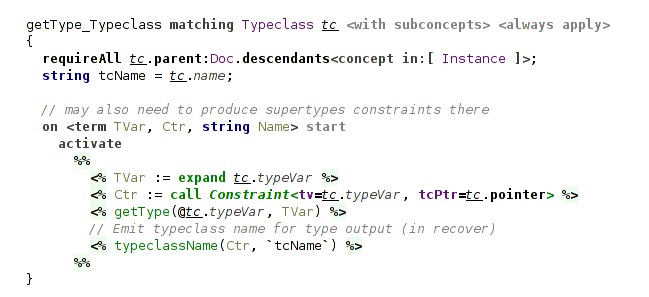 getType_Typeclass matching Typeclass tc <with subconcepts> <always apply>
{
requireAll tc.parent:Doc.descendants<concept in:[ Instance ]>;
string tcName = tc.name;
// may also need to produce supertypes constraints there
on <term TVar, Ctr, string Name> start
activate
%%
<% TVar := expand tc.typeVar %>
<% Ctr := call Constraint<tv=tc.typeVar, tcPtr=tc.pointer> %>
<% getType(@tc.typeVar, TVar) %>
// Emit typeclass name for type output (in recover)
<% typeclassName(Ctr, `tcName`) %>
%%
}